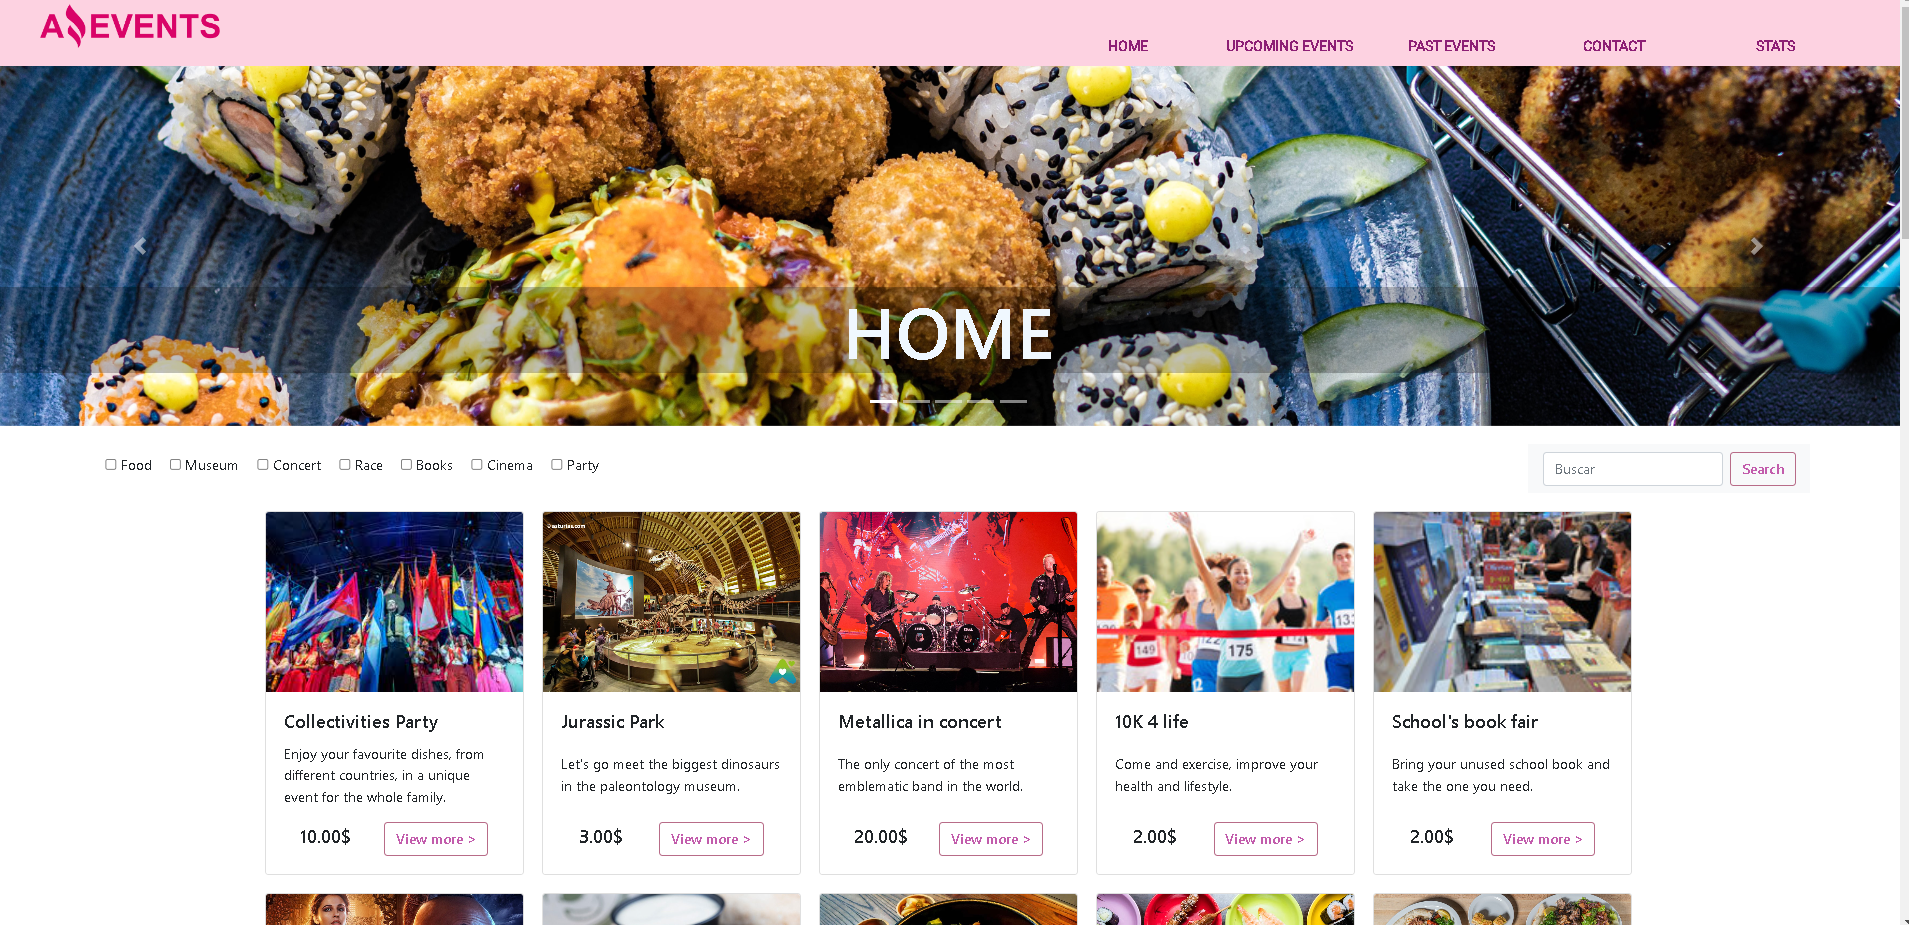 A EVENTS
HOME UPCOMING EVENTS PAST EVENTS CONTACT STATS
HOME
Food Museum Concert Race Books Cinema Party
Buscar Search
©asturias.com
175
149
122
Collectivities Party
Enjoy your favourite dishes, from
different countries, in a unique
event for the whole family.
10.00$ View more >
Jurassic Park
Let's go meet the biggest dinosaurs
in the paleontology museum.
3.00$ View more >
Metallica in concert
The only concert of the most
emblematic band in the world.
20.00$ View more >
10K 4 life
Come and exercise, improve your
health and lifestyle.
2.00$ View more >
School's book fair
Bring your unused school book and
take the one you need.
2.00$ View more >